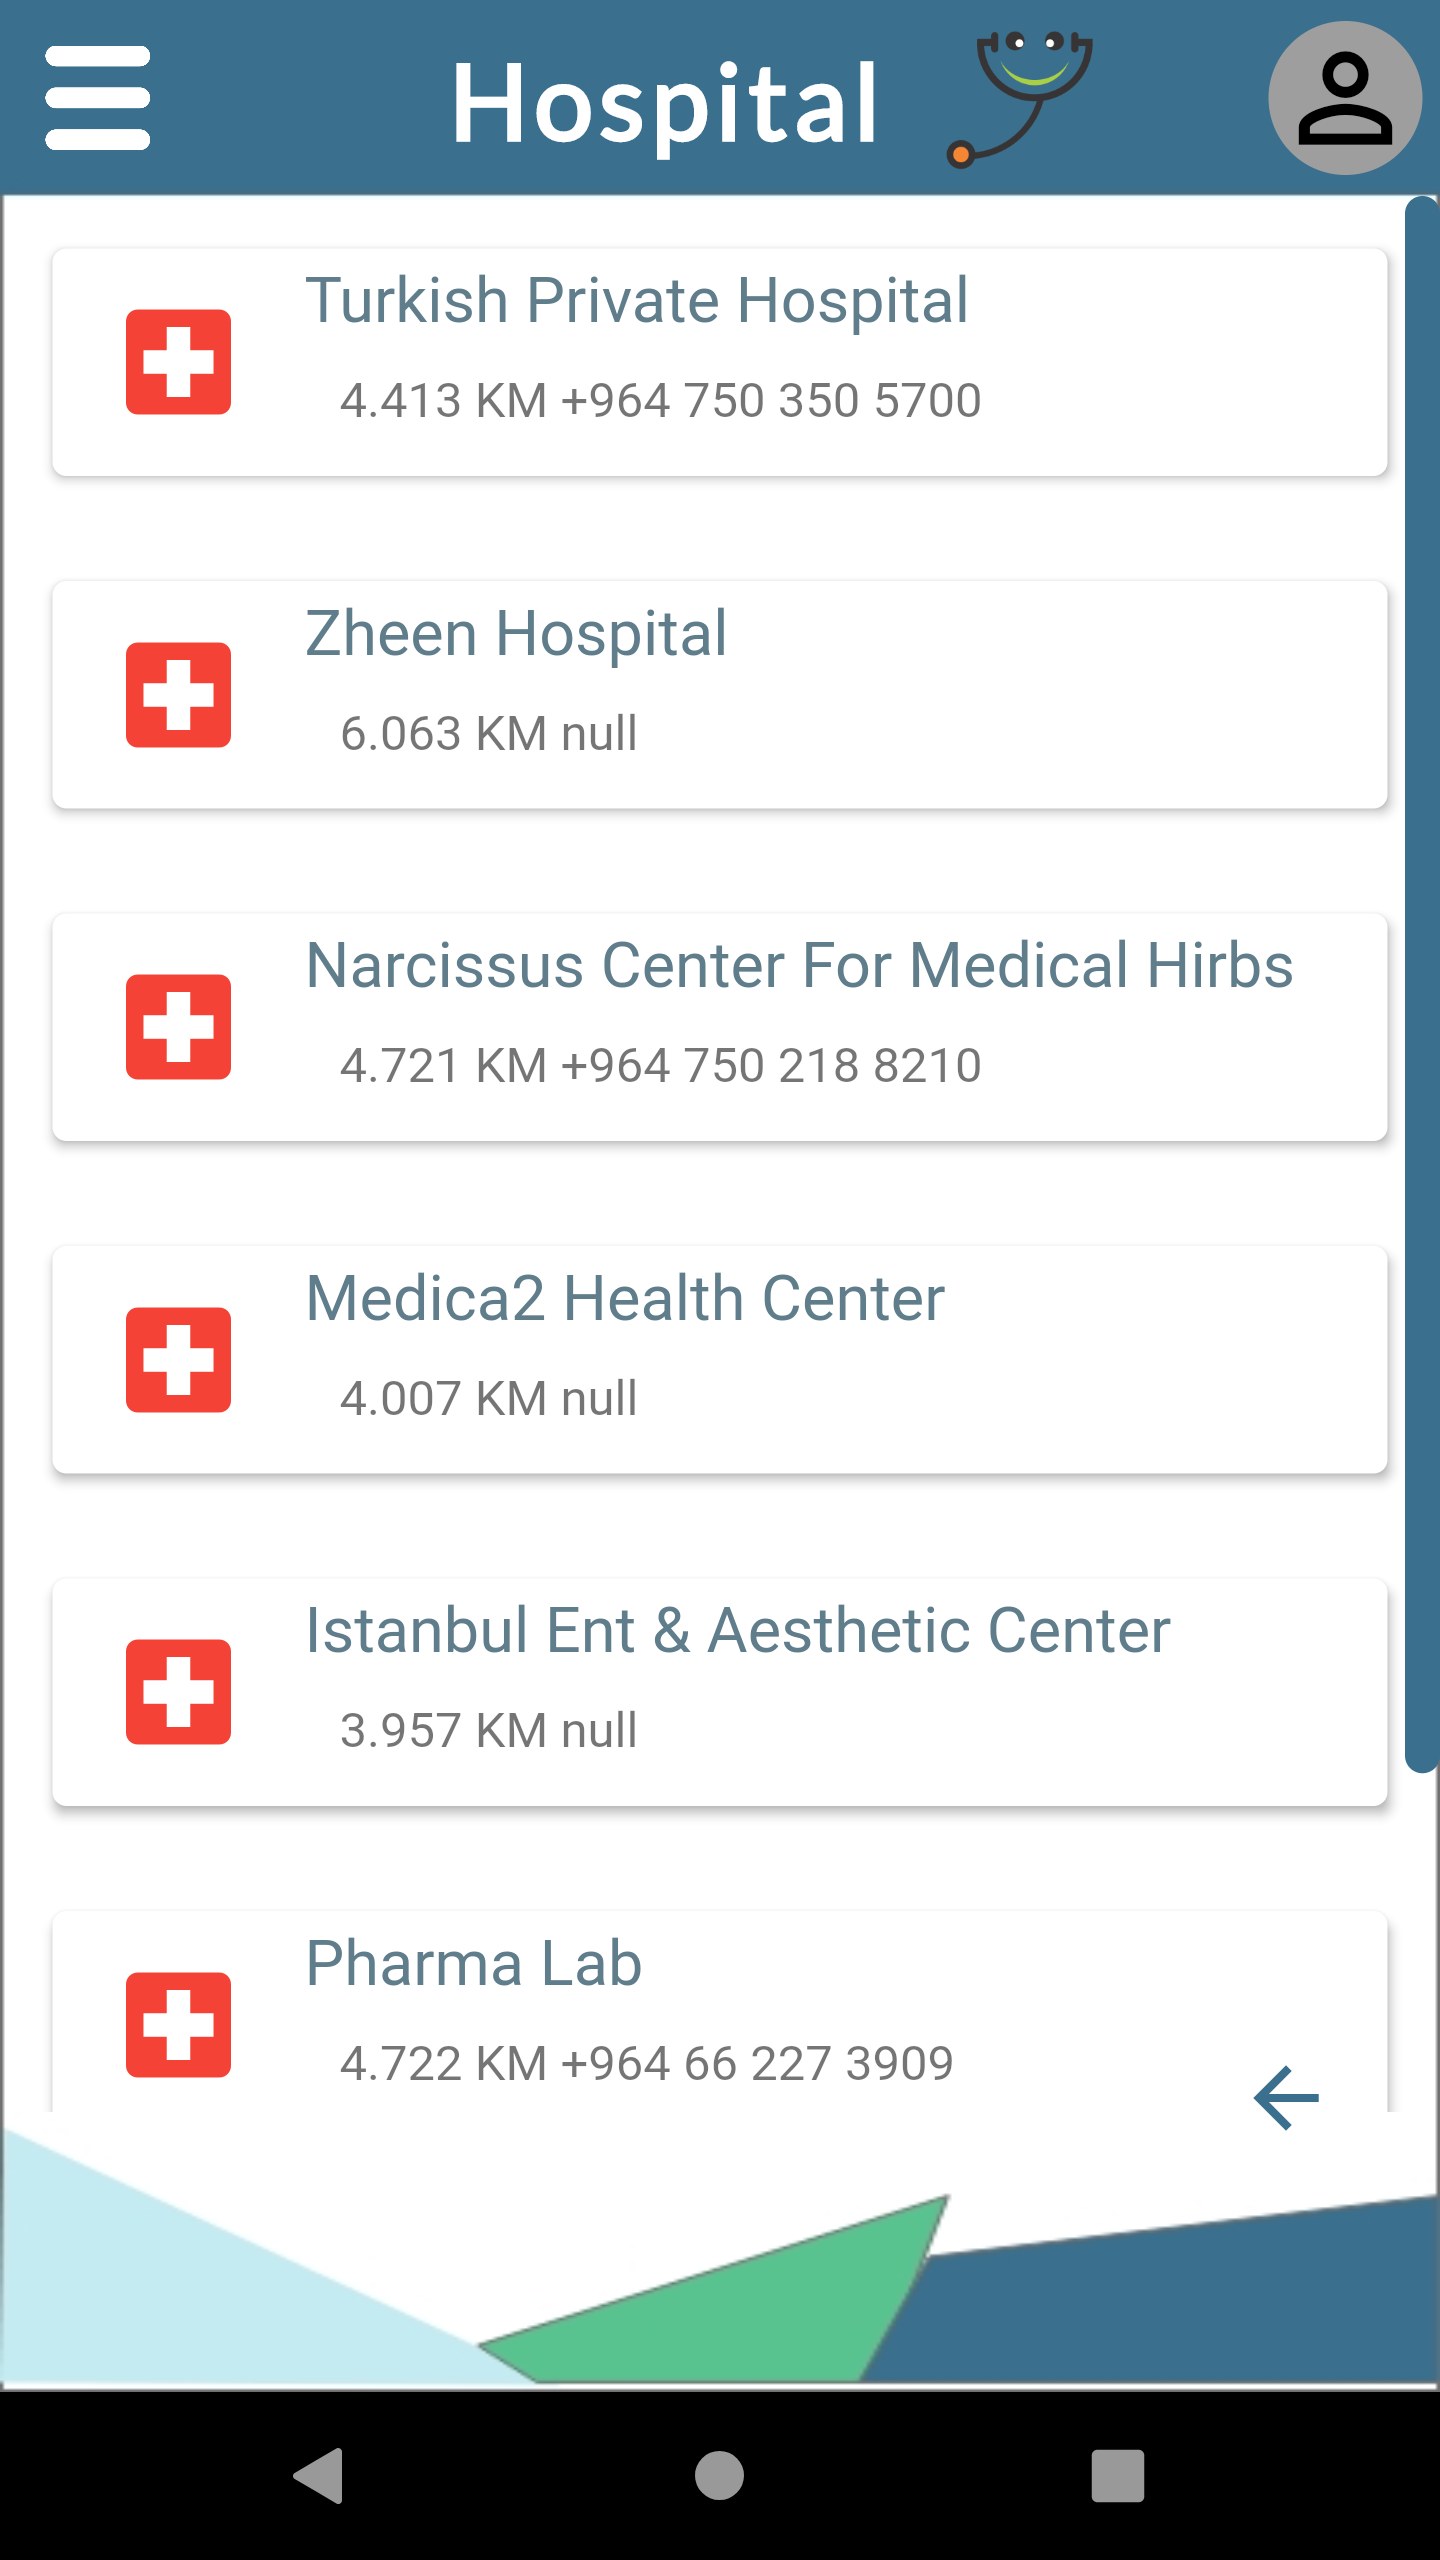 Hospital
Turkish Private Hospital
4.413 KM +964 750 350 5700
Zheen Hospital
6.063 KM null
Narcissus Center For Medical Hirbs
4.721 KM +964 750 218 8210
Medica2 Health Center
4.007 KM null
Istanbul Ent & Aesthetic Center
3.957 KM null
Pharma Lab
4.722 KM +964 66 227 3909